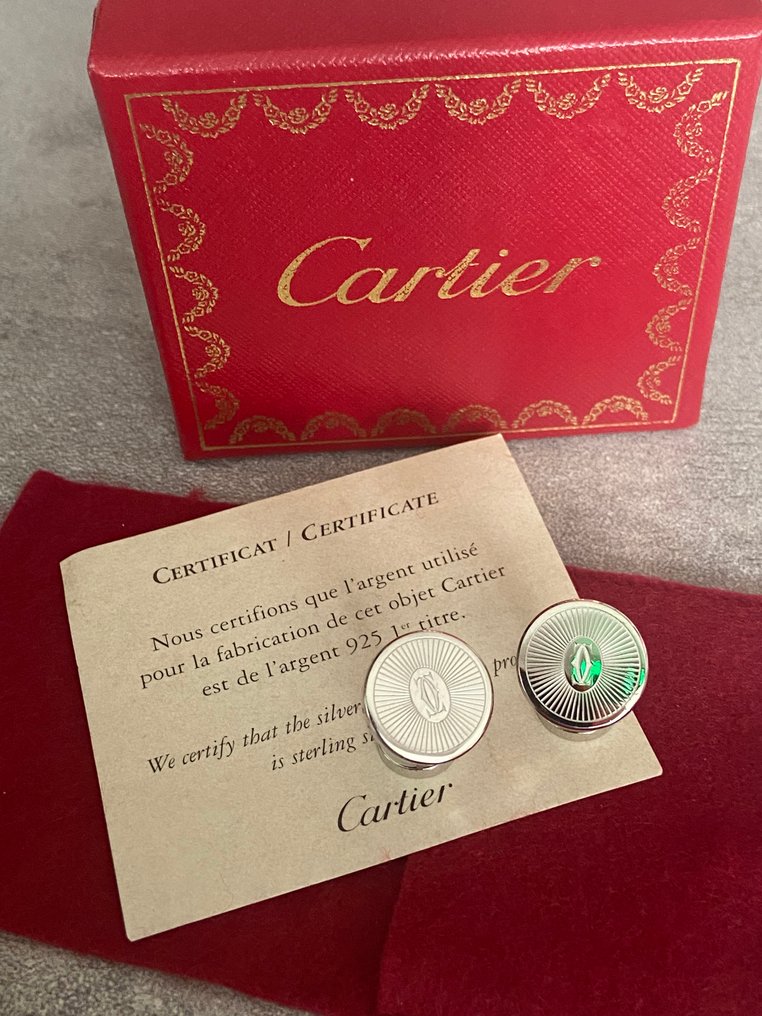 Cartier
CERTIFICAT / CERTIFICATE
Nous certifions que l'argent utilisé
pour la fabrication de cet objet Cartier
est de l'argent 925 1er titre.
We certify that the silver
is sterling
Cartier